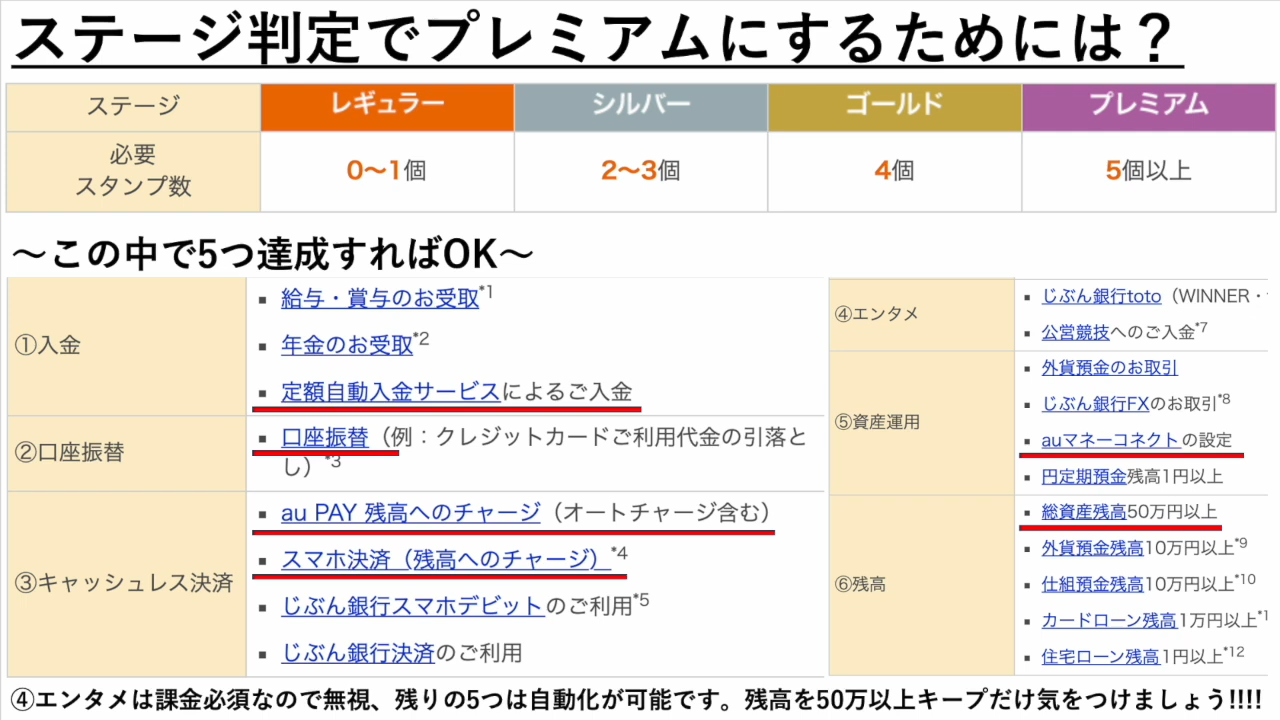 ステージ判定でプレミアムにするためには？
ステージ レギュラー シルバー ゴールド プレミアム
必要
スタンプ数
0〜1個 2〜3個 4個 5個以上
〜この中で5つ達成すればOK〜
①入金
給与・賞与のお受取*1
年金のお受取*2
定額自動入金サービスによるご入金
②口座振替
口座振替（例：クレジットカードご利用代金の引落と
し）*3
③キャッシュレス決済
au PAY 残高へのチャージ（オートチャージ含む）
スマホ決済（残高へのチャージ）*4
じぶん銀行スマホデビットのご利用*5
じぶん銀行決済のご利用
④エンタメ
じぶん銀行toto（WINNER・
公営競技へのご入金*7
⑤資産運用
外貨預金のお取引
じぶん銀行FXのお取引*8
auマネーコネクトの設定
円定期預金残高1円以上
⑥残高
総資産残高50万円以上
外貨預金残高10万円以上*9
仕組預金残高10万円以上*10
カードローン残高1万円以上*1
住宅ローン残高1円以上*12
④エンタメは課金必須なので無視、残りの5つは自動化が可能です。残高を50万以上キープだけ気をつけましょう!!!!